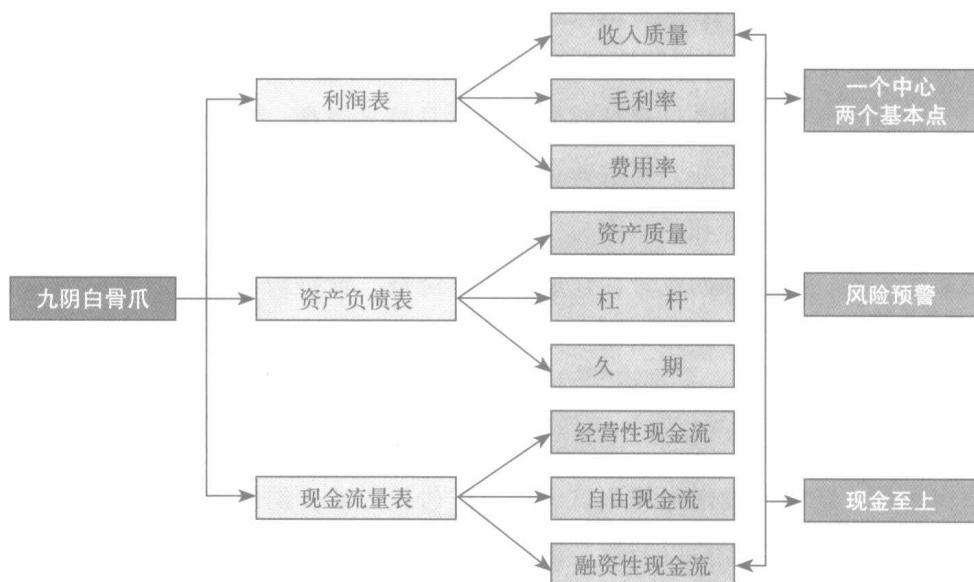 收入质量
一个中心
两个基本点
利润表
毛利率
费用率
资产质量
九阴白骨爪
资产负债表
杠 杆
风险预警
久 期
经营性现金流
现金流量表
自由现金流
现金至上
融资性现金流